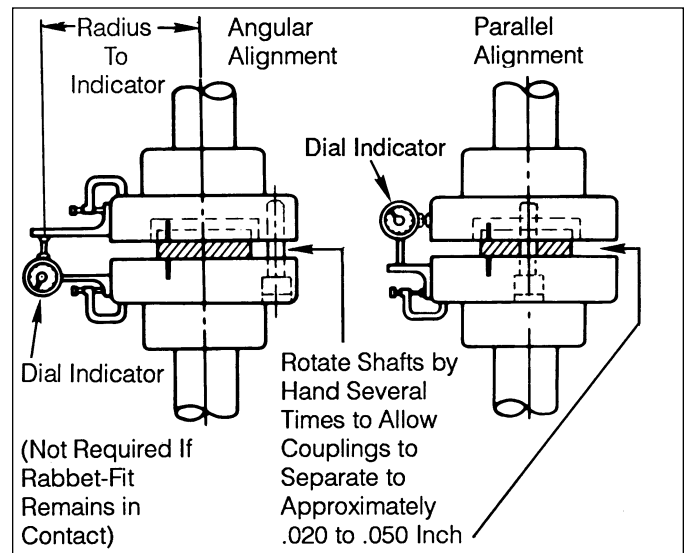 Radius
To
Indicator
Angular
Alignment
Parallel
Alignment
Dial Indicator
Dial Indicator
(Not Required If
Rabbet-Fit
Remains in
Contact)
Rotate Shafts by
Hand Several
Times to Allow
Couplings to
Separate to
Approximately
.020 to .050 Inch